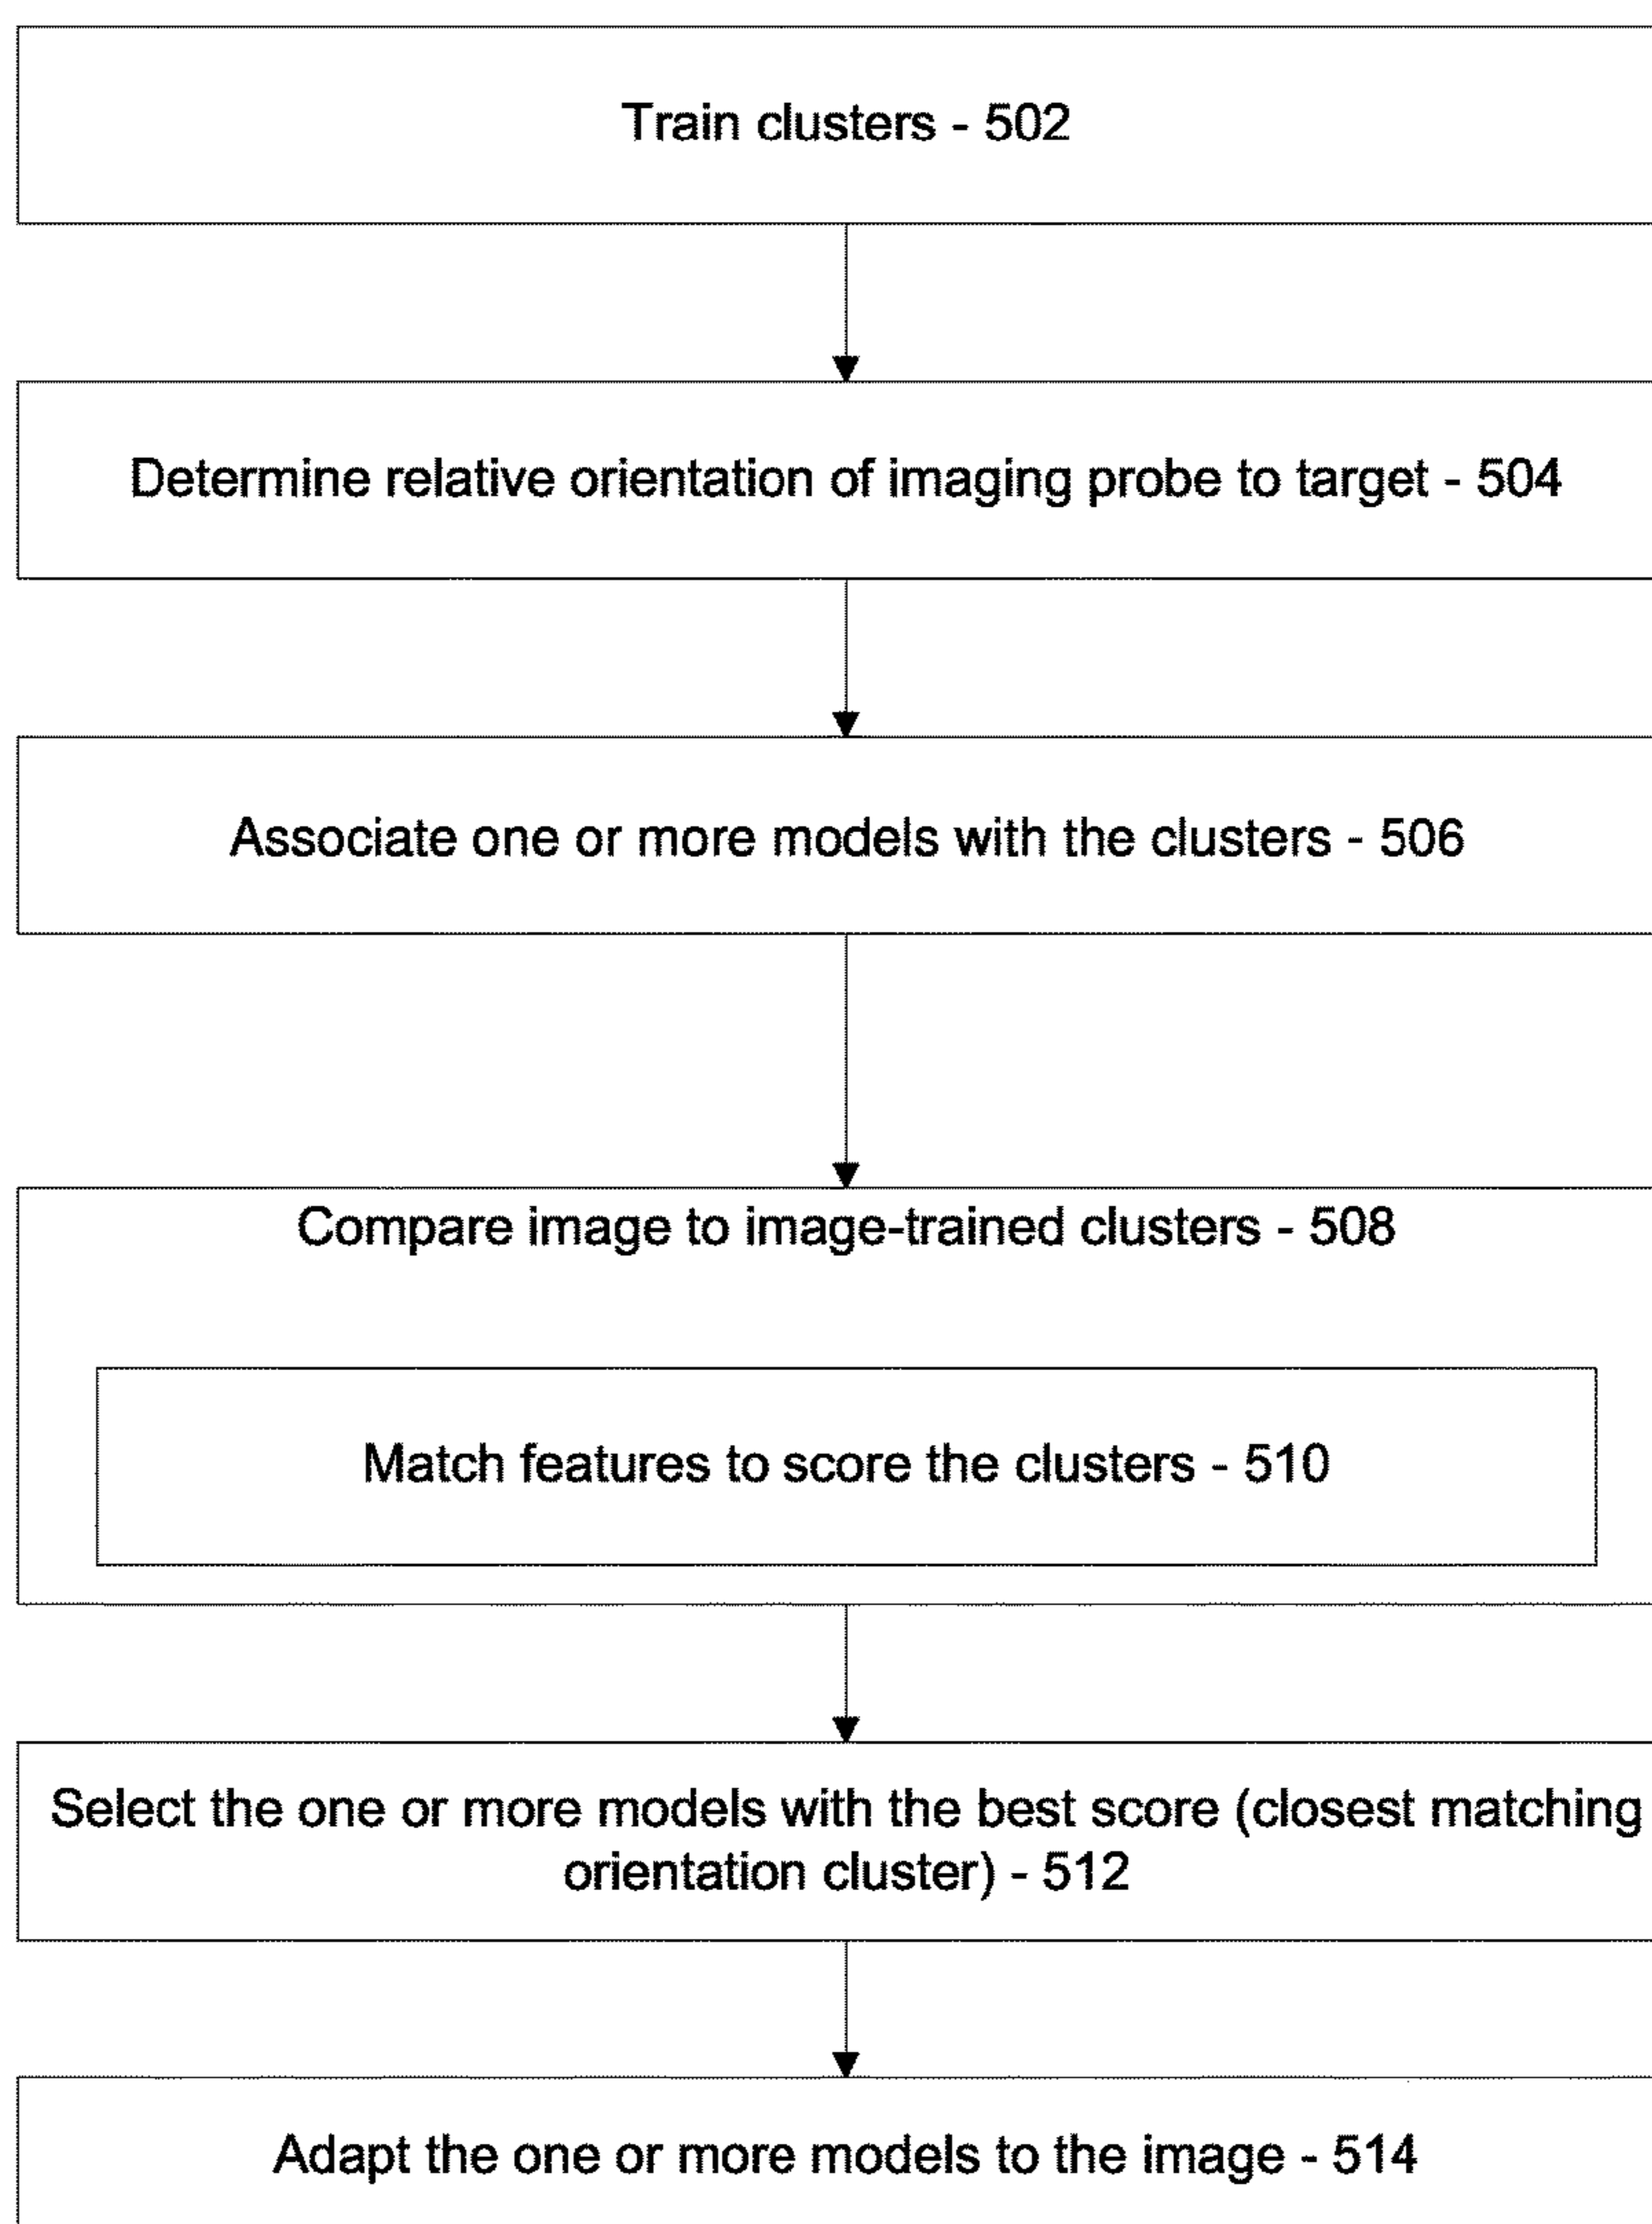 Train clusters - 502
Determine relative orientation of imaging probe to target - 504
Associate one or more models with the clusters - 506
Compare image to image-trained clusters - 508
Match features to score the clusters - 510
Select the one or more models with the best score (closest matching
orientation cluster) - 512
Adapt the one or more models to the image - 514